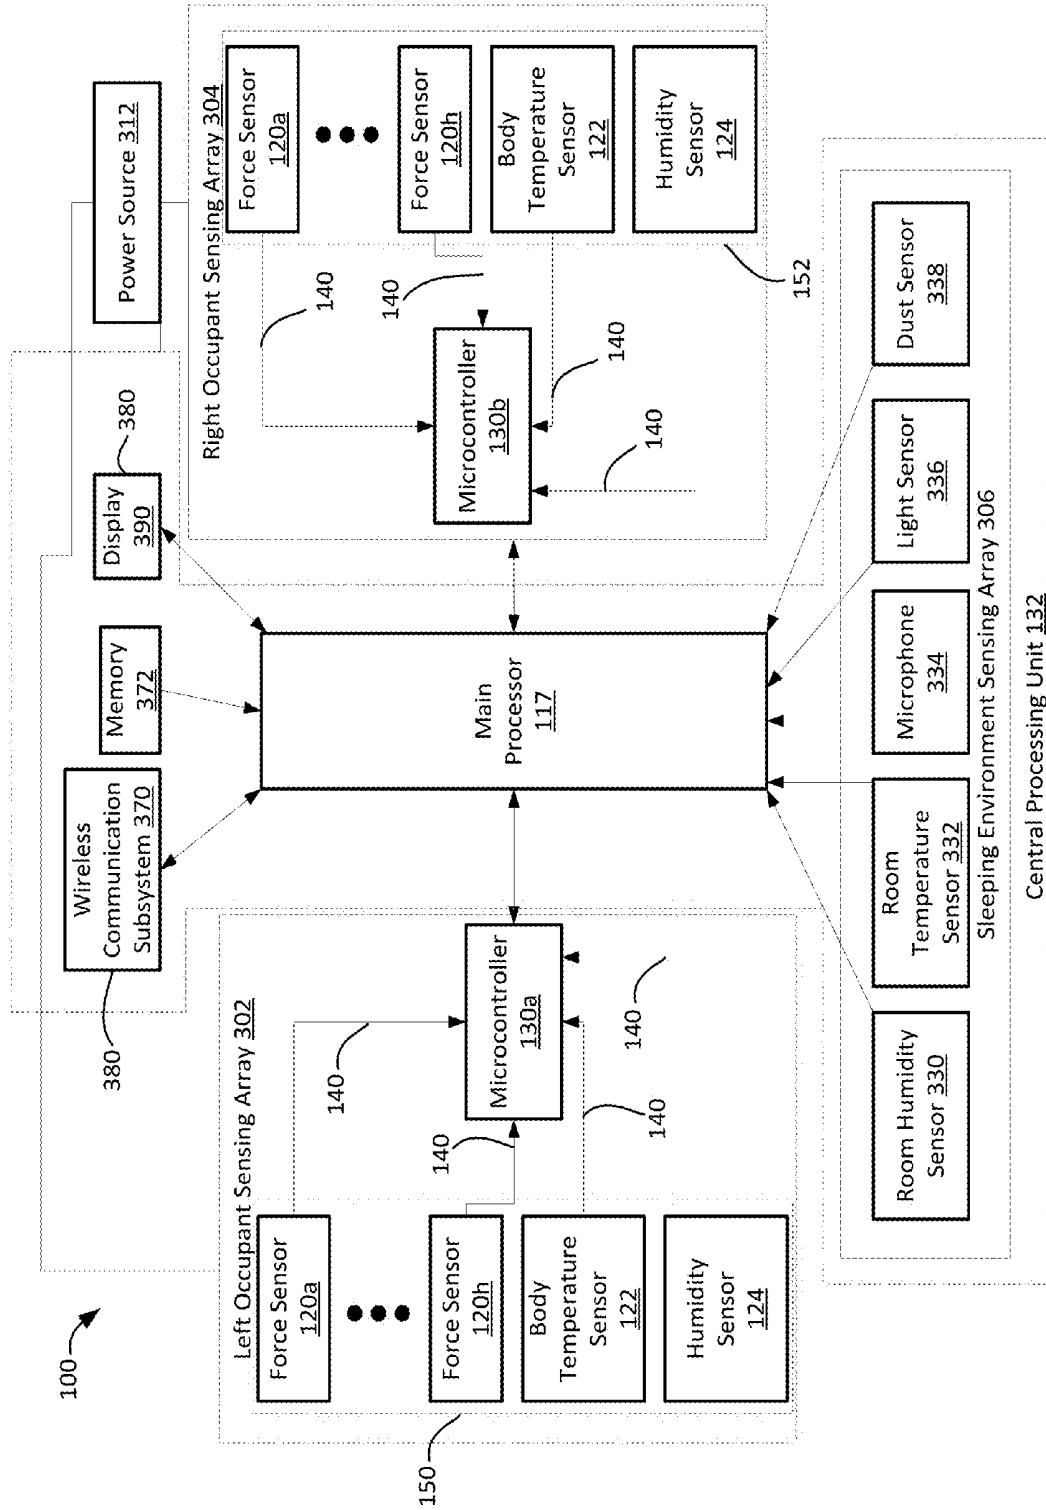 100
380
Wireless
Communication
Subsystem 370
Memory
372
Display
390
380
Power Source 312
Left Occupant Sensing Array 302
Force Sensor
120a
Force Sensor
120h
Body
Temperature
Sensor
122
Humidity
Sensor
124
150
140
140
140
140
Microcontroller
130a
Main
Processor
117
Right Occupant Sensing Array 304
Microcontroller
130b
140
140
140
140
Force Sensor
120a
Force Sensor
120h
Body
Temperature
Sensor
122
Humidity
Sensor
124
152
Room Humidity
Sensor 330
Room
Temperature
Sensor 332
Microphone
334
Light Sensor
336
Dust Sensor
338
Sleeping Environment Sensing Array 306
Central Processing Unit 132